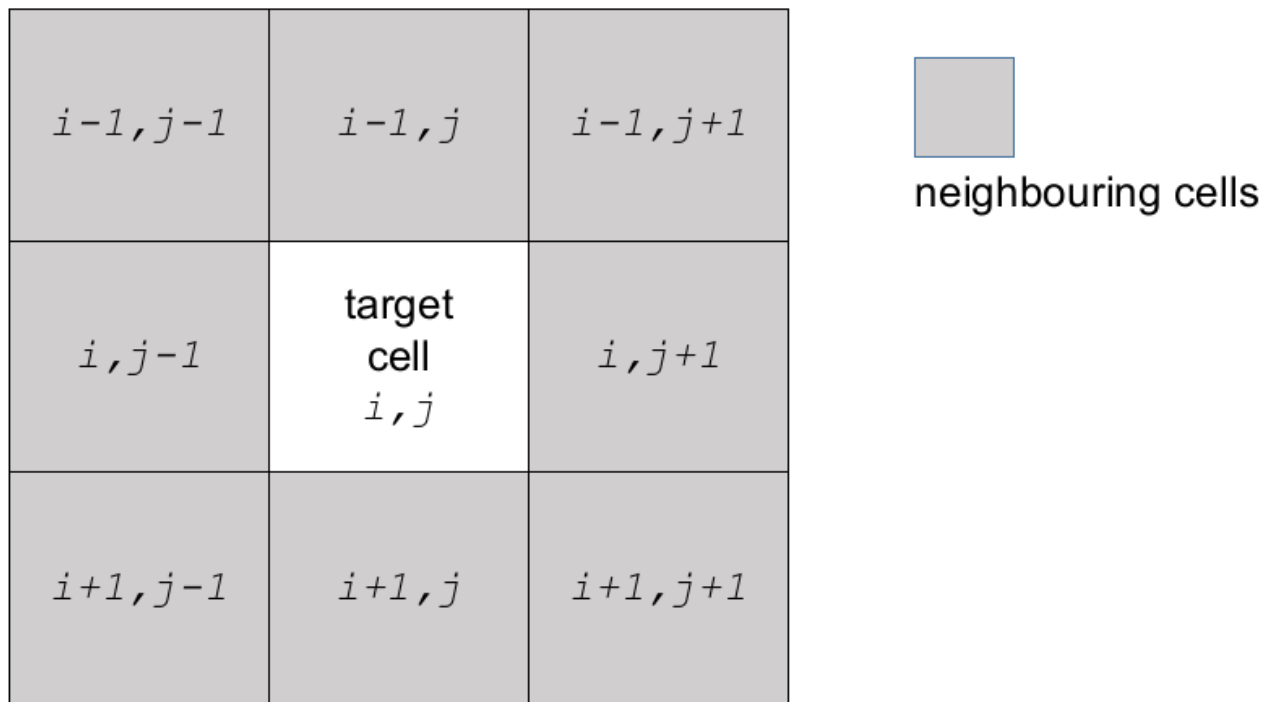 i-1,j-1 i-1,j i-1,j+1
neighbouring cells
i,j-1 target i,j+1
cell
i,j
i+1,j-1 i+1,j i+1,j+1